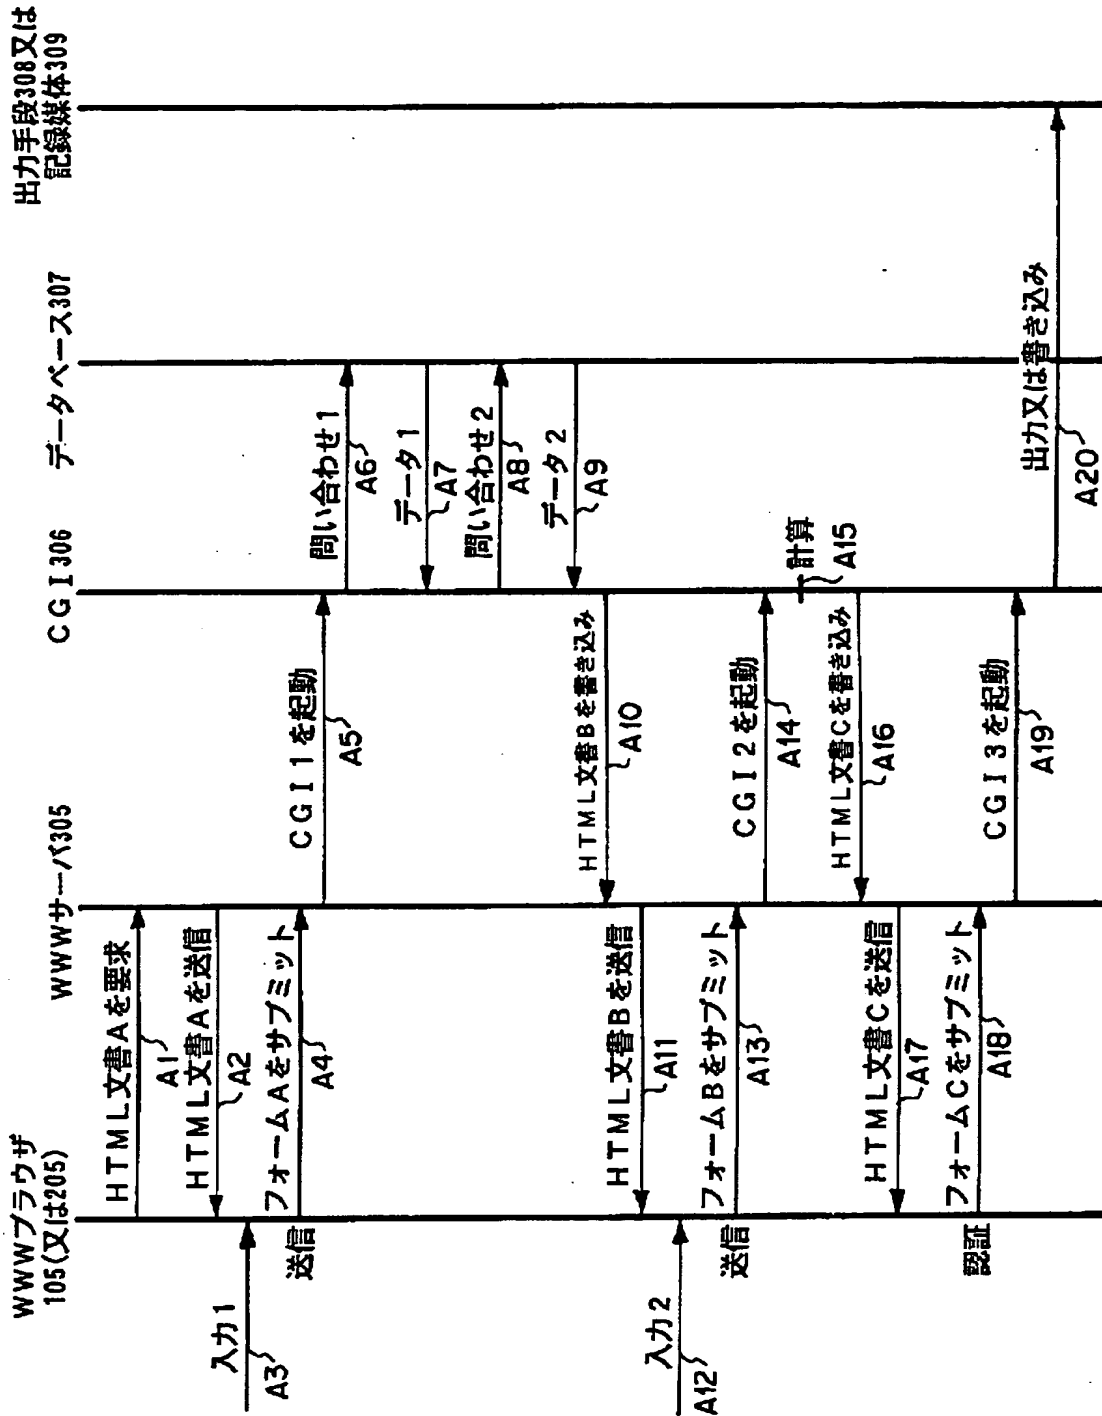 WWWブラウザ
105(又は205)
WWWサーバ305
CGI306
データベース307
出力手段308又は
記録媒体309
HTML文書Aを要求
A1
HTML文書Aを送信
A2
入力1
A3
送信
フォームAをサブミット
A4
CGI1を起動
A5
問い合わせ1
A6
データ1
A7
問い合わせ2
A8
データ2
A9
HTML文書Bを書き込み
A10
HTML文書Bを送信
A11
入力2
A12
送信
フォームBをサブミット
A13
CGI2を起動
A14
計算
A15
HTML文書Cを書き込み
A16
HTML文書Cを送信
A17
認証
フォームCをサブミット
A18
CGI3を起動
A19
出力又は書き込み
A20